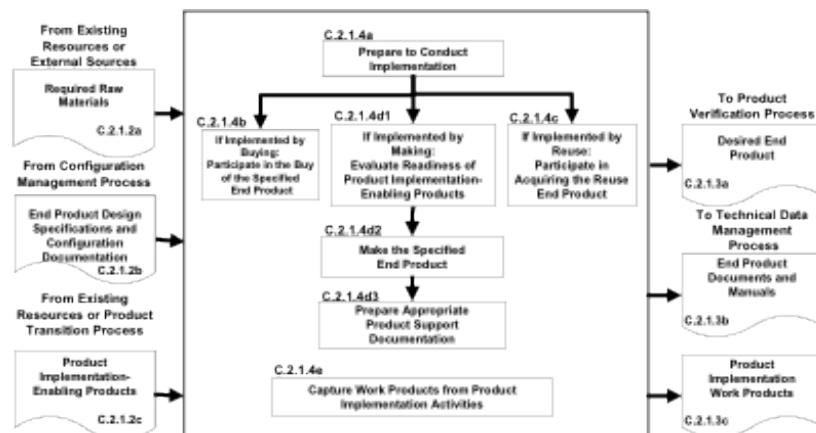 From Existing
Resources or
External Sources
Required Raw
Materials
C.2.1.2a
From Configuration
Management Process
End Product Design
Specifications and
Configuration
Documentation
C.2.1.2b
From Existing
Resources or Product
Transition Process
Product
Implementation-
Enabling Products
C.2.1.2c
C.2.1.4a
Prepare to Conduct
Implementation
C.2.1.4b
If Implemented by
Buying:
Participate in the Buy
of the Specified
End Product
C.2.1.4d1
If Implemented by
Making:
Evaluate Readiness of
Product Implementation-
Enabling Products
C.2.1.4c
If Implemented by
Reuse:
Participate in
Acquiring the Reuse
End Product
C.2.1.4d2
Make the Specified
End Product
C.2.1.4d3
Prepare Appropriate
Product Support
Documentation
C.2.1.4e
Capture Work Products from Product
Implementation Activities
To Product
Verification Process
Desired End
Product
C.2.1.3a
To Technical Data
Management
Process
End Product
Documents and
Manuals
C.2.1.3b
Product
Implementation
Work Products
C.2.1.3c